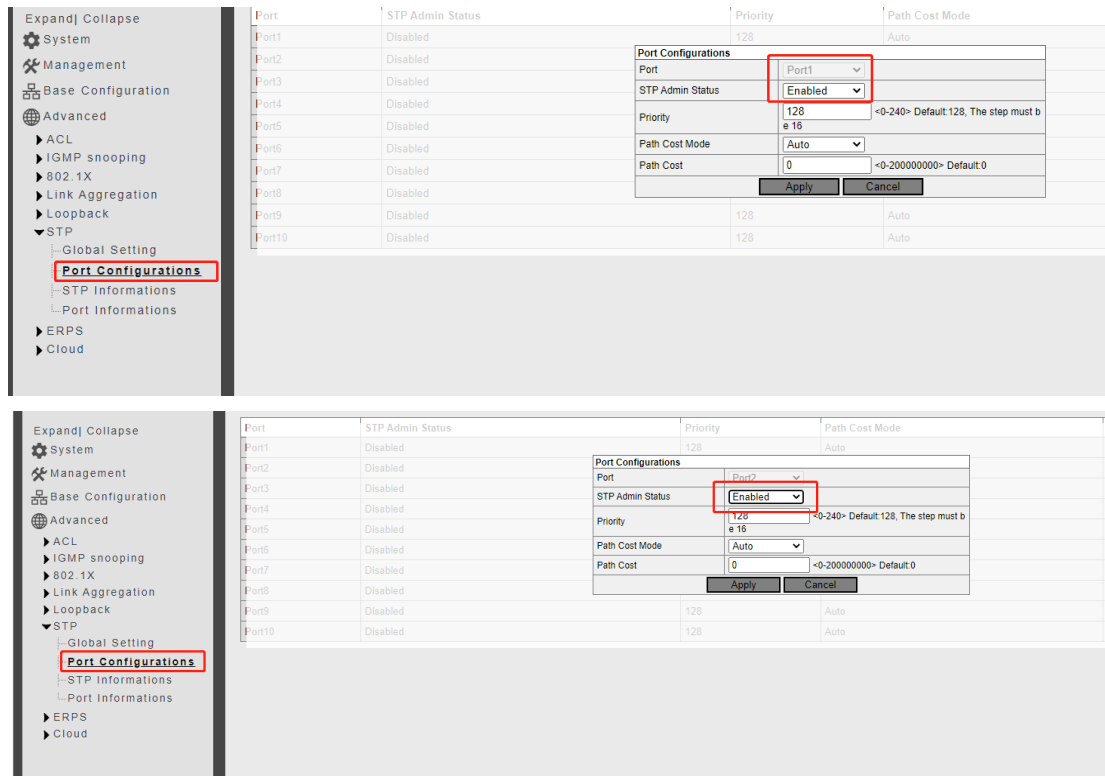 Expand| Collapse
System
Management
Base Configuration
Advanced
ACL
IGMP snooping
802.1X
Link Aggregation
Loopback
STP
Global Setting
Port Configurations
STP Informations
Port Informations
ERPS
Cloud
Port STP Admin Status Priority Path Cost Mode
Port1 Disabled 128 Auto
Port2 Disabled
Port3 Disabled
Port4 Disabled
Port5 Disabled
Port6 Disabled
Port7 Disabled
Port8 Disabled
Port9 Disabled 128 Auto
Port10 Disabled 128 Auto
Port Configurations
Port Port1
STP Admin Status Enabled
Priority 128 <0-240> Default:128, The step must b
e 16
Path Cost Mode Auto
Path Cost 0 <0-200000000> Default:0
Apply Cancel
Expand| Collapse
System
Management
Base Configuration
Advanced
ACL
IGMP snooping
802.1X
Link Aggregation
Loopback
STP
Global Setting
Port Configurations
STP Informations
Port Informations
ERPS
Cloud
Port STP Admin Status Priority Path Cost Mode
Port1 Disabled 128 Auto
Port2 Disabled
Port3 Disabled
Port4 Disabled
Port5 Disabled
Port6 Disabled
Port7 Disabled
Port8 Disabled
Port9 Disabled 128 Auto
Port10 Disabled 128 Auto
Port Configurations
Port Port2
STP Admin Status Enabled
Priority 128 <0-240> Default:128, The step must b
e 16
Path Cost Mode Auto
Path Cost 0 <0-200000000> Default:0
Apply Cancel